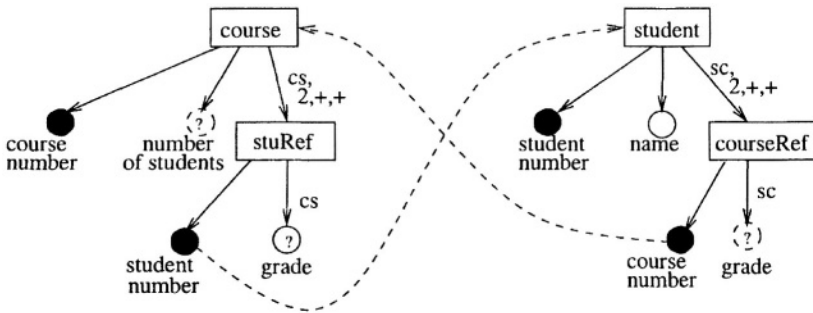 course
student
cs,
2,+,+
sc,
2,+,+
?
course
number
number
of students
stuRef
student
number
name
courseRef
cs
sc
?
?
student
number
grade
course
number
grade